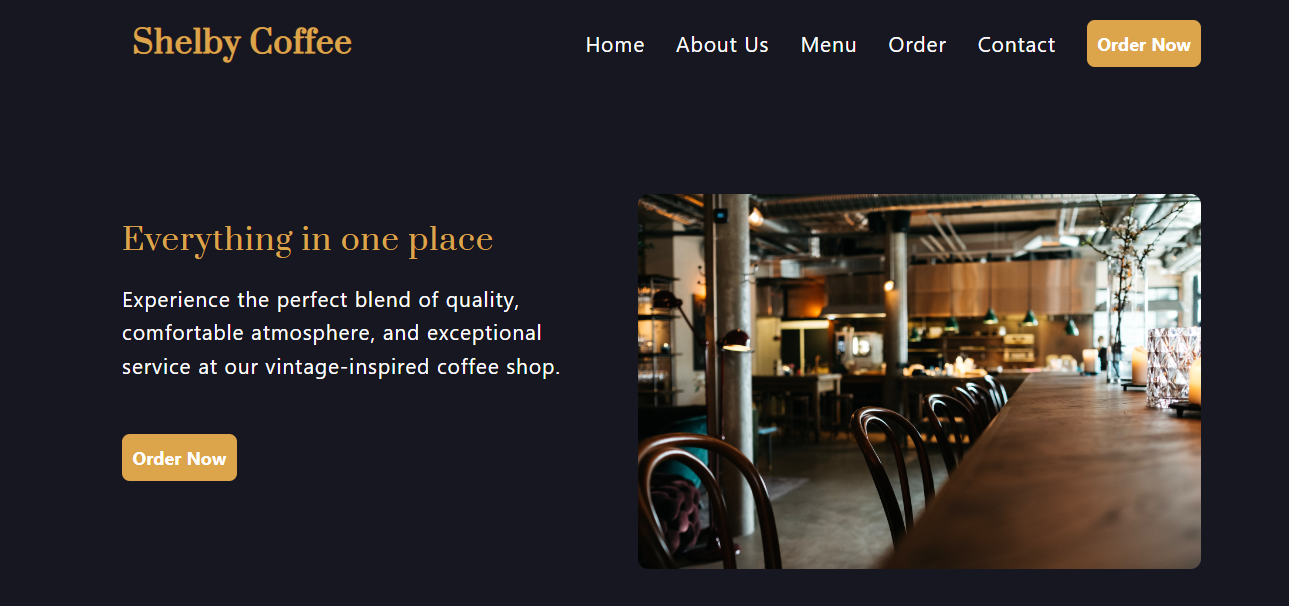 Shelby Coffee
Home About Us Menu Order Contact Order Now
Everything in one place
Experience the perfect blend of quality,
comfortable atmosphere, and exceptional
service at our vintage-inspired coffee shop.
Order Now